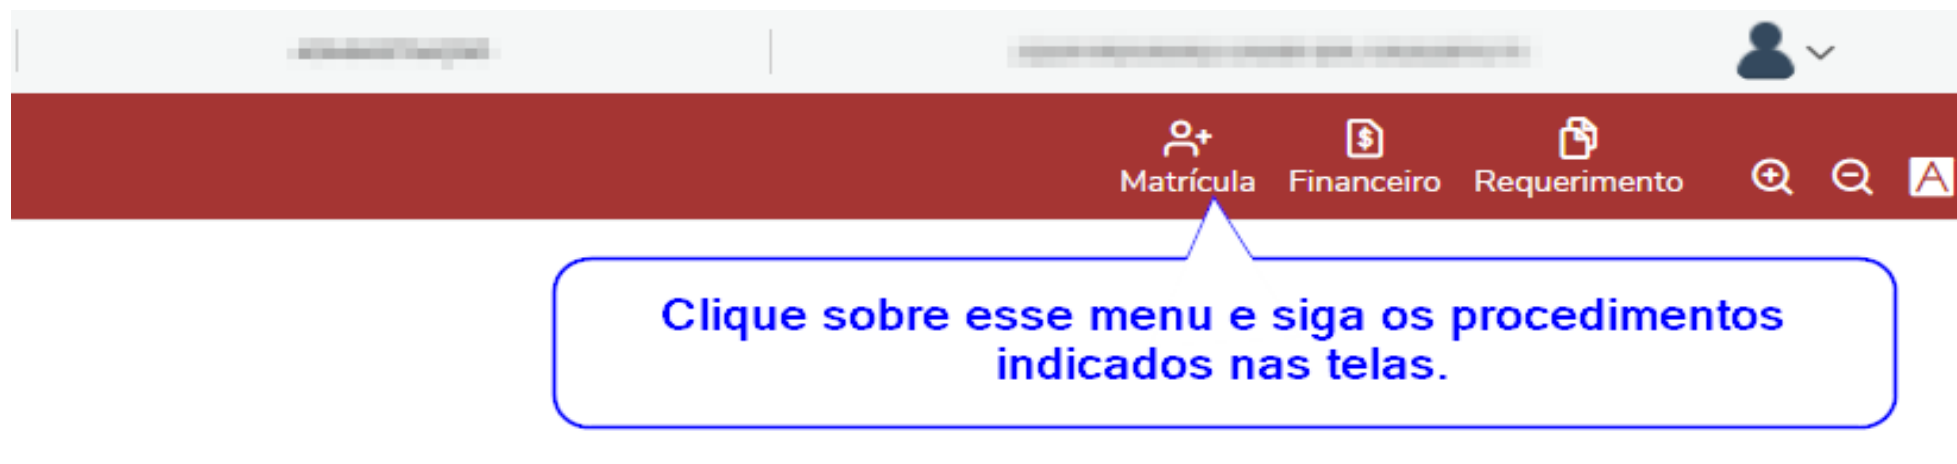 Matrícula Financeiro Requerimento A
Clique sobre esse menu e siga os procedimentos
indicados nas telas.